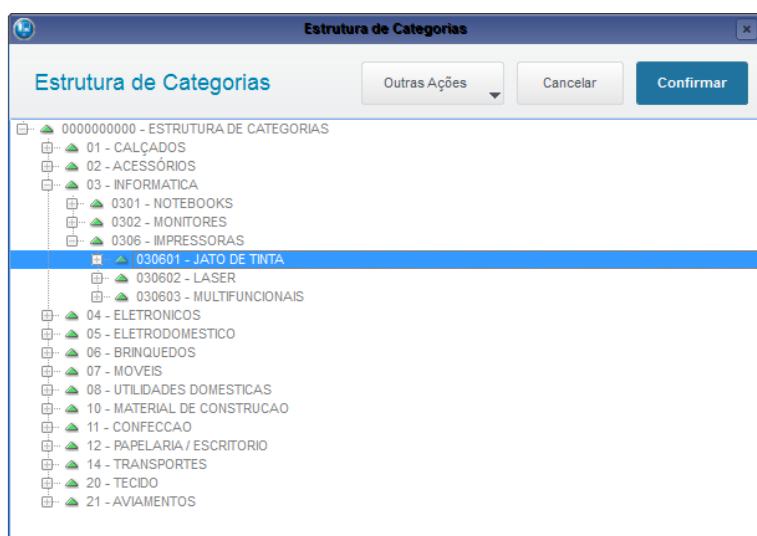 Estrutura de Categorias
Estrutura de Categorias
Outras Ações
Cancelar
Confirmar
0000000000 - ESTRUTURA DE CATEGORIAS
01 - CALÇADOS
02 - ACESSÓRIOS
03 - INFORMATICA
0301 - NOTEBOOKS
0302 - MONITORES
0306 - IMPRESSORAS
030601 - JATO DE TINTA
030602 - LASER
030603 - MULTIFUNCIONAIS
04 - ELETRONICOS
05 - ELETRODOMESTICO
06 - BRINQUEDOS
07 - MOVEIS
08 - UTILIDADES DOMESTICAS
10 - MATERIAL DE CONSTRUCAO
11 - CONFECCAO
12 - PAPELARIA / ESCRITORIO
14 - TRANSPORTES
20 - TECIDO
21 - AVIAMENTOS